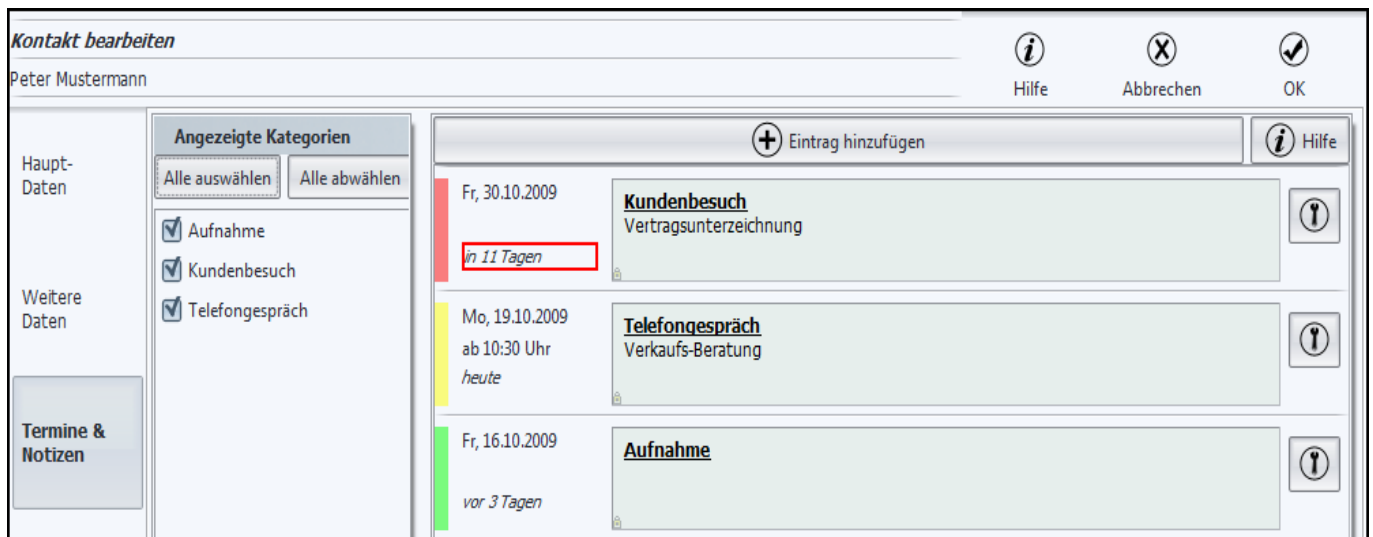 Kontakt bearbeiten
Peter Mustermann
Hilfe
Abbrechen
OK
Haupt-
Daten
Weitere
Daten
Termine &
Notizen
Angezeigte Kategorien
Alle auswählen
Alle abwählen
Aufnahme
Kundenbesuch
Telefongespräch
Eintrag hinzufügen
Hilfe
Fr, 30.10.2009
in 11 Tagen
Kundenbesuch
Vertragsunterzeichnung
Mo, 19.10.2009
ab 10:30 Uhr
heute
Telefongespräch
Verkaufs-Beratung
Fr, 16.10.2009
vor 3 Tagen
Aufnahme